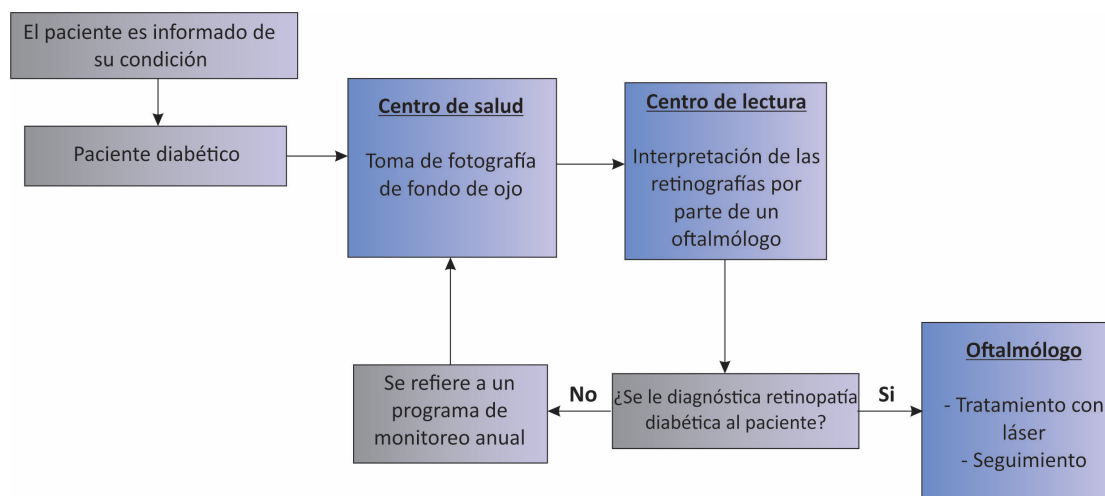 El paciente es informado de
su condición
Paciente diabético
Centro de salud
Toma de fotografía
de fondo de ojo
Centro de lectura
Interpretación de las
retinografías por
parte de un
oftalmólogo
¿Se le diagnóstica retinopatía
diabética al paciente?
No
Se refiere a un
programa de
monitoreo anual
Si
Oftalmólogo
- Tratamiento con
láser
- Seguimiento